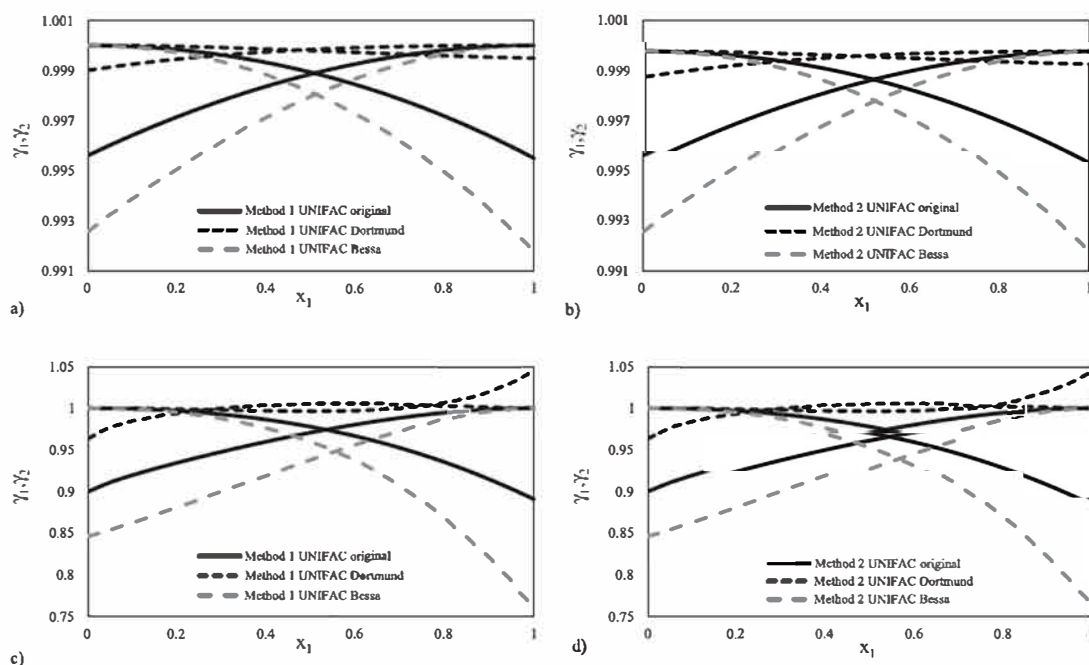 1.001
0.999
0.997
0.995
0.993
0.991
γ1,γ2
Method 1 UNIFAC original
Method 1 UNIFAC Dortmund
Method 1 UNIFAC Bessa
0 0.2 0.4 0.6 0.8 1
x1
a)
1.001
0.999
0.997
0.995
0.993
0.991
γ1,γ2
Method 2 UNIFAC original
Method 2 UNIFAC Dortmund
Method 2 UNIFAC Bessa
0 0.2 0.4 0.6 0.8 1
x1
b)
1.05
1
0.95
0.9
0.85
0.8
0.75
γ1,γ2
Method 1 UNIFAC original
Method 1 UNIFAC Dortmund
Method 1 UNIFAC Bessa
0 0.2 0.4 0.6 0.8 1
x1
c)
1.05
1
0.95
0.9
0.85
0.8
0.75
γ1,γ2
Method 2 UNIFAC original
Method 2 UNIFAC Dortmund
Method 2 UNIFAC Bessa
0 0.2 0.4 0.6 0.8 1
x1
d)